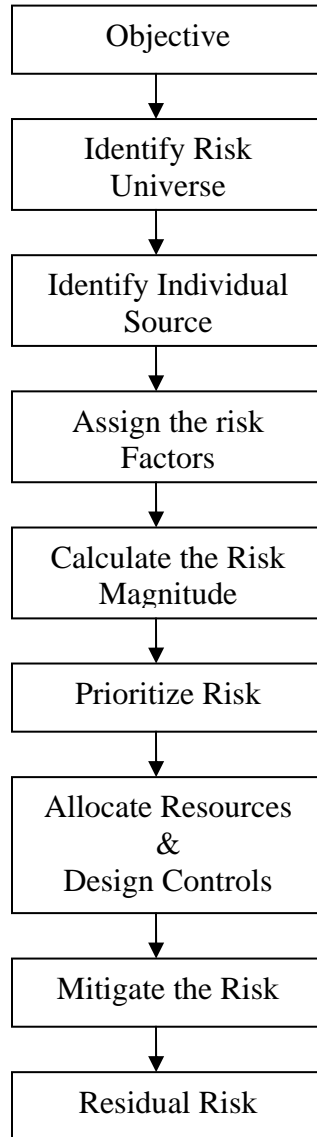 Objective
Identify Risk
Universe
Identify Individual
Source
Assign the risk
Factors
Calculate the Risk
Magnitude
Prioritize Risk
Allocate Resources
&
Design Controls
Mitigate the Risk
Residual Risk